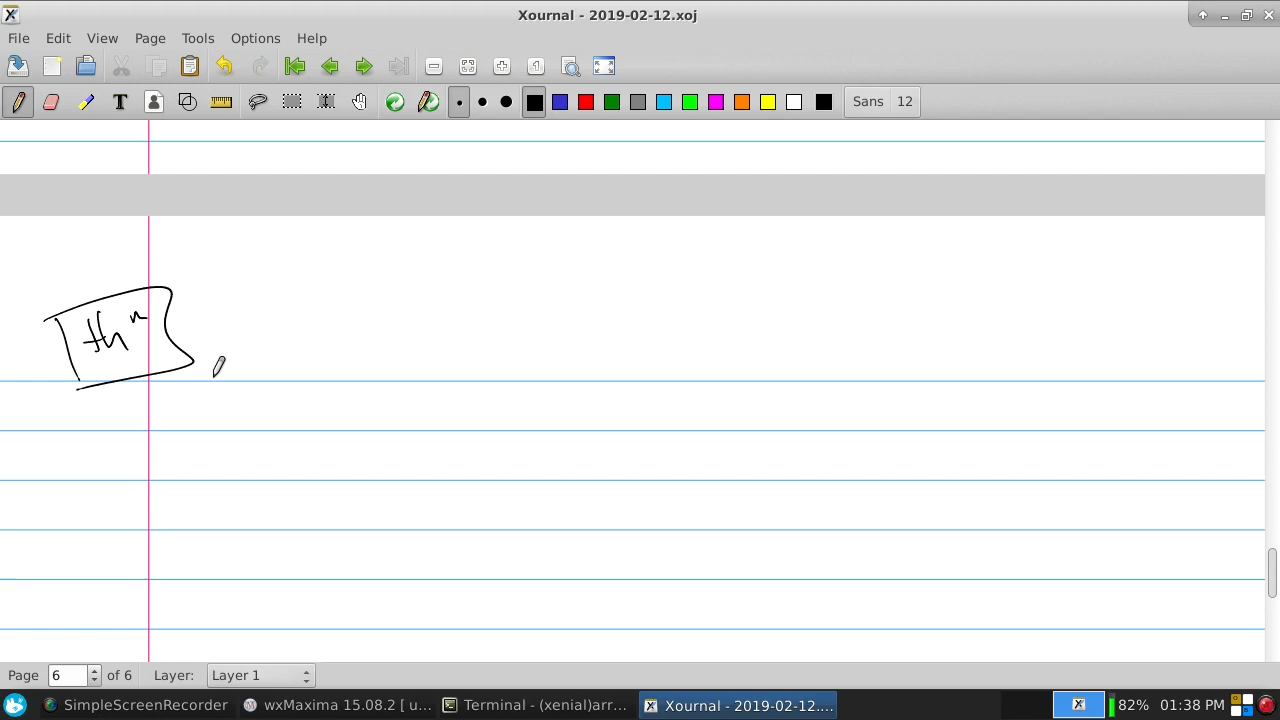 Xournal - 2019-02-12.xoj
File Edit View Page Tools Options Help
Sans 12
thⁿ
Page 6 of 6 Layer: Layer 1
SimpleScreenRecorder wxMaxima 15.08.2 [ u... Terminal - (xenial)arr... Xournal - 2019-02-12.... 82% 01:38 PM